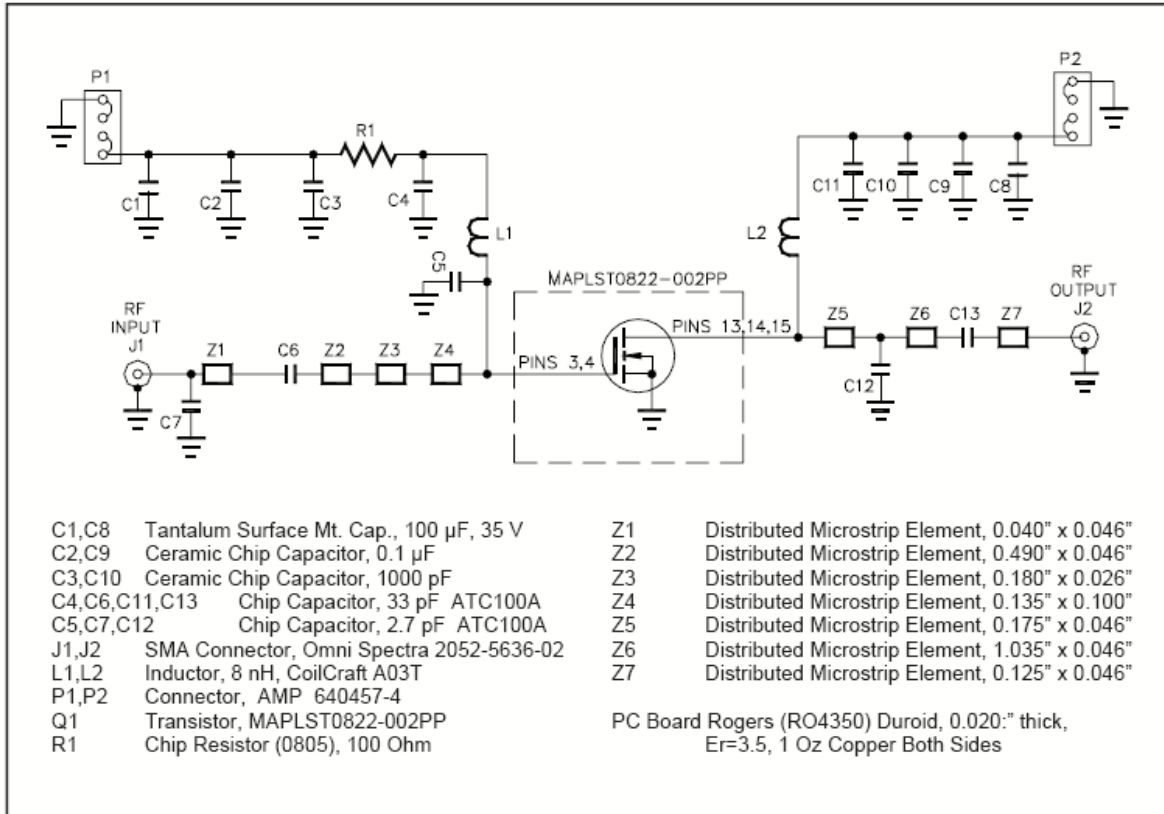 P1
P2
R1
C1
C2
C3
C4
C11
C10
C9
C8
L1
L2
C5
MAPLST0822-002PP
RF
INPUT
J1
RF
OUTPUT
J2
Z1
C6
Z2
Z3
Z4
PINS 3,4
PINS 13,14,15
Z5
Z6
C13
Z7
C7
C12
C1,C8 Tantalum Surface Mt. Cap., 100 µF, 35 V
C2,C9 Ceramic Chip Capacitor, 0.1 µF
C3,C10 Ceramic Chip Capacitor, 1000 pF
C4,C6,C11,C13 Chip Capacitor, 33 pF ATC100A
C5,C7,C12 Chip Capacitor, 2.7 pF ATC100A
J1,J2 SMA Connector, Omni Spectra 2052-5636-02
L1,L2 Inductor, 8 nH, CoilCraft A03T
P1,P2 Connector, AMP 640457-4
Q1 Transistor, MAPLST0822-002PP
R1 Chip Resistor (0805), 100 Ohm
Z1 Distributed Microstrip Element, 0.040” x 0.046”
Z2 Distributed Microstrip Element, 0.490” x 0.046”
Z3 Distributed Microstrip Element, 0.180” x 0.026”
Z4 Distributed Microstrip Element, 0.135” x 0.100”
Z5 Distributed Microstrip Element, 0.175” x 0.046”
Z6 Distributed Microstrip Element, 1.035” x 0.046”
Z7 Distributed Microstrip Element, 0.125” x 0.046”
PC Board Rogers (RO4350) Duroid, 0.020:” thick,
Er=3.5, 1 Oz Copper Both Sides